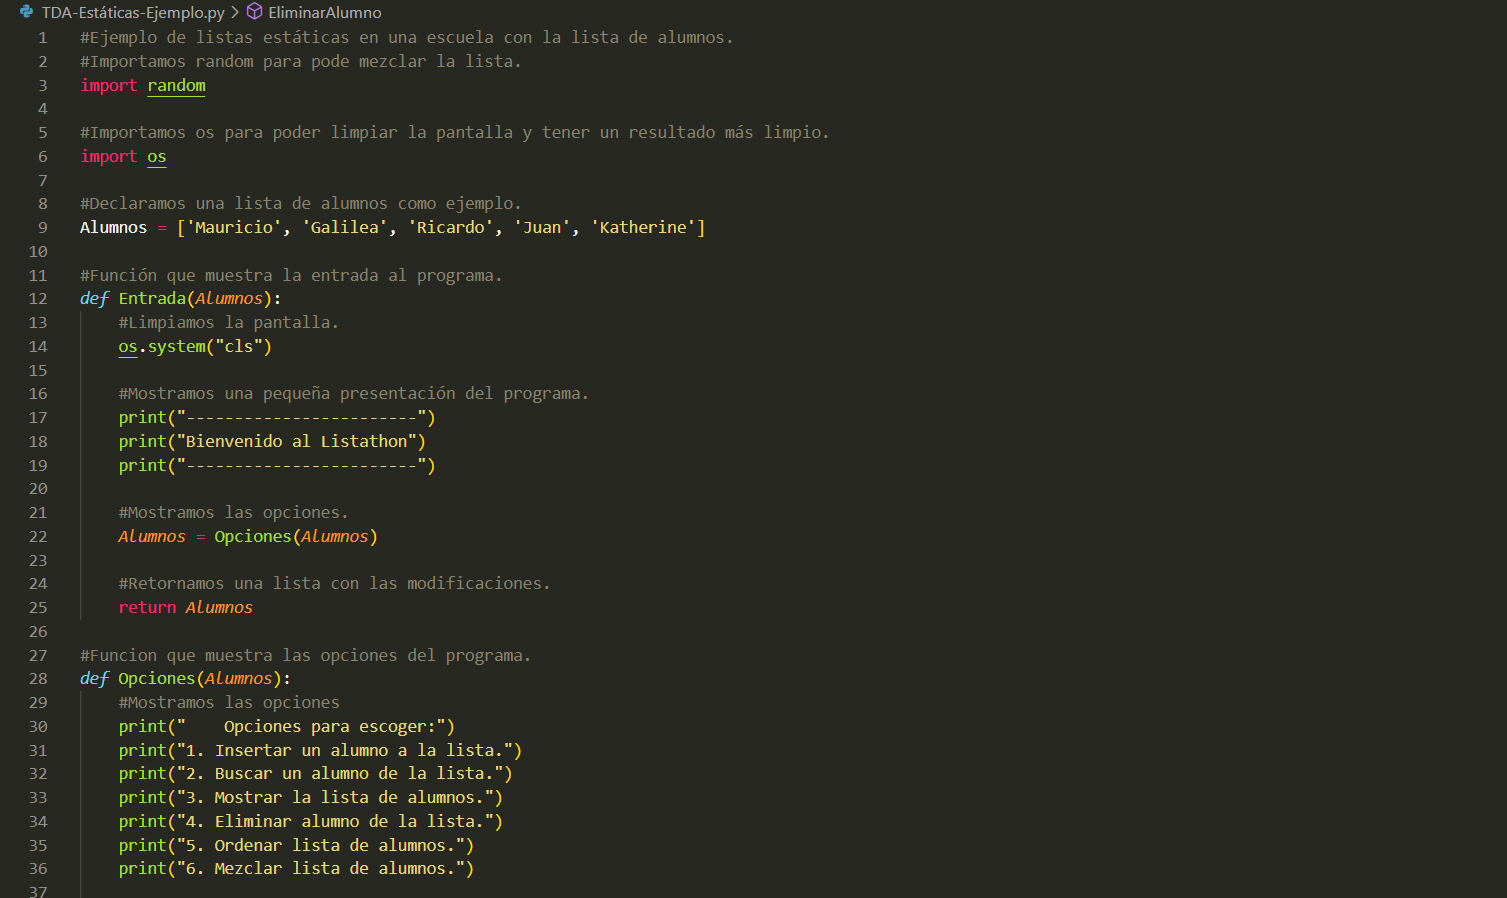 TDA-Estáticas-Ejemplo.py > EliminarAlumno
1 #Ejemplo de listas estáticas en una escuela con la lista de alumnos.
2 #Importamos random para pode mezclar la lista.
3 import random
4
5 #Importamos os para poder limpiar la pantalla y tener un resultado más limpio.
6 import os
7
8 #Declaramos una lista de alumnos como ejemplo.
9 Alumnos = ['Mauricio', 'Galilea', 'Ricardo', 'Juan', 'Katherine']
10
11 #Función que muestra la entrada al programa.
12 def Entrada(Alumnos):
13     #Limpiamos la pantalla.
14     os.system("cls")
15
16     #Mostramos una pequeña presentación del programa.
17     print("------------------------")
18     print("Bienvenido al Listathon")
19     print("------------------------")
20
21     #Mostramos las opciones.
22     Alumnos = Opciones(Alumnos)
23
24     #Retornamos una lista con las modificaciones.
25     return Alumnos
26
27 #Funcion que muestra las opciones del programa.
28 def Opciones(Alumnos):
29     #Mostramos las opciones
30     print("    Opciones para escoger:")
31     print("1. Insertar un alumno a la lista.")
32     print("2. Buscar un alumno de la lista.")
33     print("3. Mostrar la lista de alumnos.")
34     print("4. Eliminar alumno de la lista.")
35     print("5. Ordenar lista de alumnos.")
36     print("6. Mezclar lista de alumnos.")
37